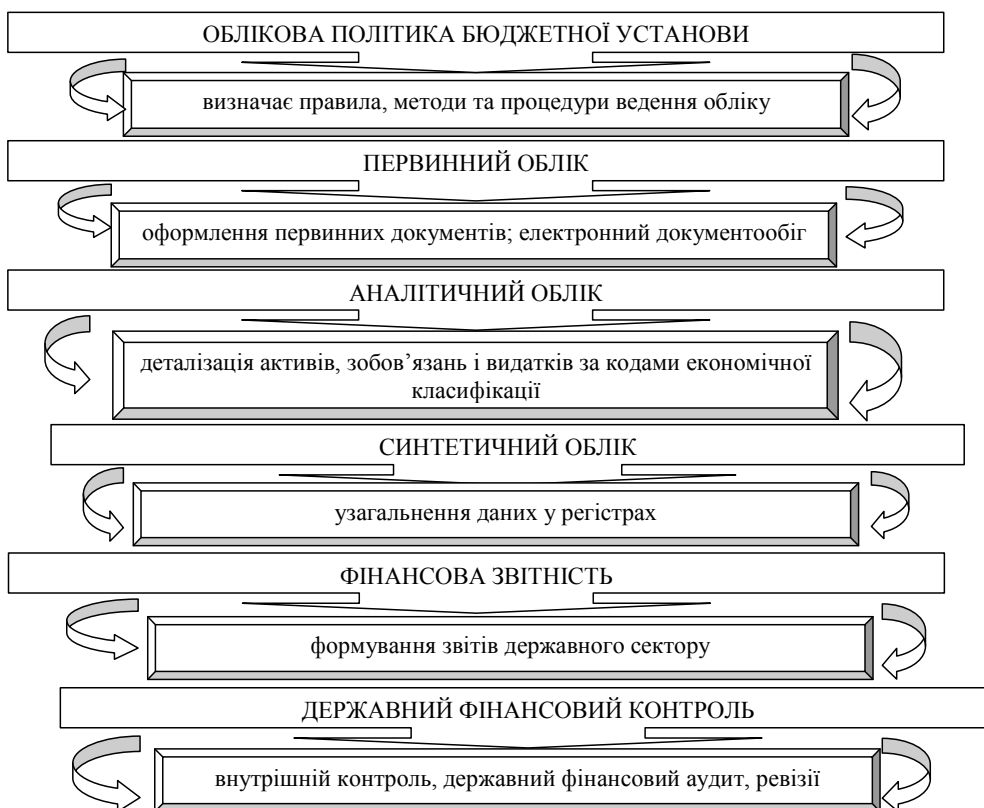 ОБЛІКОВА ПОЛІТИКА БЮДЖЕТНОЇ УСТАНОВИ
визначає правила, методи та процедури ведення обліку
ПЕРВИННИЙ ОБЛІК
оформлення первинних документів; електронний документообіг
АНАЛІТИЧНИЙ ОБЛІК
деталізація активів, зобов’язань і видатків за кодами економічної
класифікації
СИНТЕТИЧНИЙ ОБЛІК
узагальнення даних у регістрах
ФІНАНСОВА ЗВІТНІСТЬ
формування звітів державного сектору
ДЕРЖАВНИЙ ФІНАНСОВИЙ КОНТРОЛЬ
внутрішній контроль, державний фінансовий аудит, ревізії